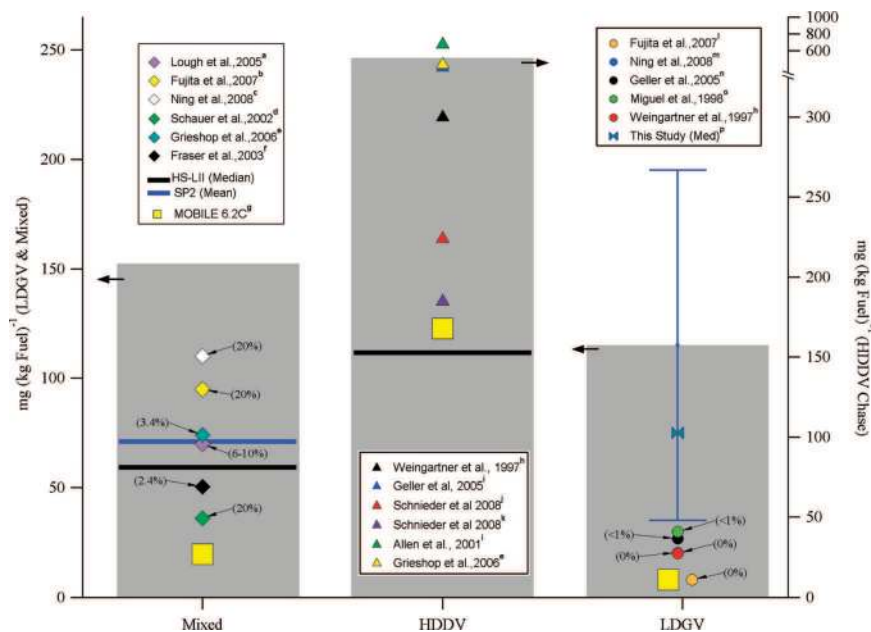 250
200
150
100
50
0
mg (kg Fuel)⁻¹ (LDGV & Mixed)
Lough et al.,2005ᵃ
Fujita et al.,2007ᵇ
Ning et al.,2008ᶜ
Schauer et al.,2002ᵈ
Grieshop et al.,2006ᵉ
Fraser et al.,2003ᶠ
HS-LII (Median)
SP2 (Mean)
MOBILE 6.2Cᵍ
(20%)
(20%)
(3.4%)
(6-10%)
(2.4%)
(20%)
Weingartner et al., 1997ʰ
Geller et al, 2005ⁱ
Schnieder et al 2008ʲ
Schnieder et al 2008ᵏ
Allen et al., 2001ˡ
Grieshop et al.,2006ᵉ
Fujita et al.,2007ˡ
Ning et al.,2008ᵐ
Geller et al.,2005ⁿ
Miguel et al.,1998ᵒ
Weingartner et al.,1997ʰ
This Study (Med)ᵖ
(<1%)
(<1%)
(0%)
(0%)
(0%)
1000
800
600
300
250
200
150
100
50
0
mg (kg Fuel)⁻¹ (HDDV Chase)
Mixed
HDDV
LDGV